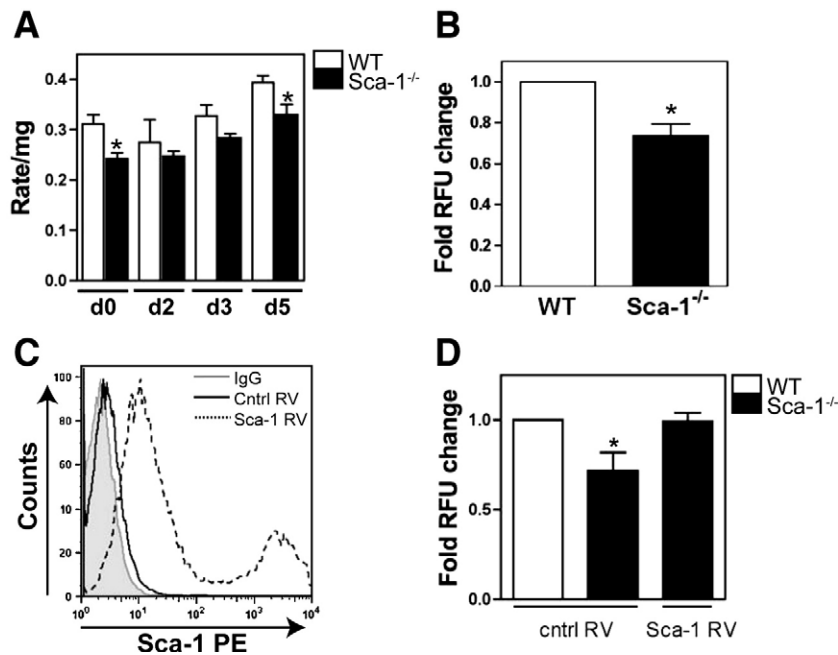 A
WT
Sca-1-/-
Rate/mg
0.4
0.3
0.2
0.1
0.0
*
*
d0 d2 d3 d5
B
Fold RFU change
1.0
0.8
0.6
0.4
0.2
0.0
*
WT Sca-1-/-
C
Counts
100
80
60
10
20
0
IgG
Cntrl RV
Sca-1 RV
10^0 10^1 10^2 10^3 10^4
Sca-1 PE
D
WT
Sca-1-/-
Fold RFU change
1.0
0.5
0.0
*
cntrl RV Sca-1 RV